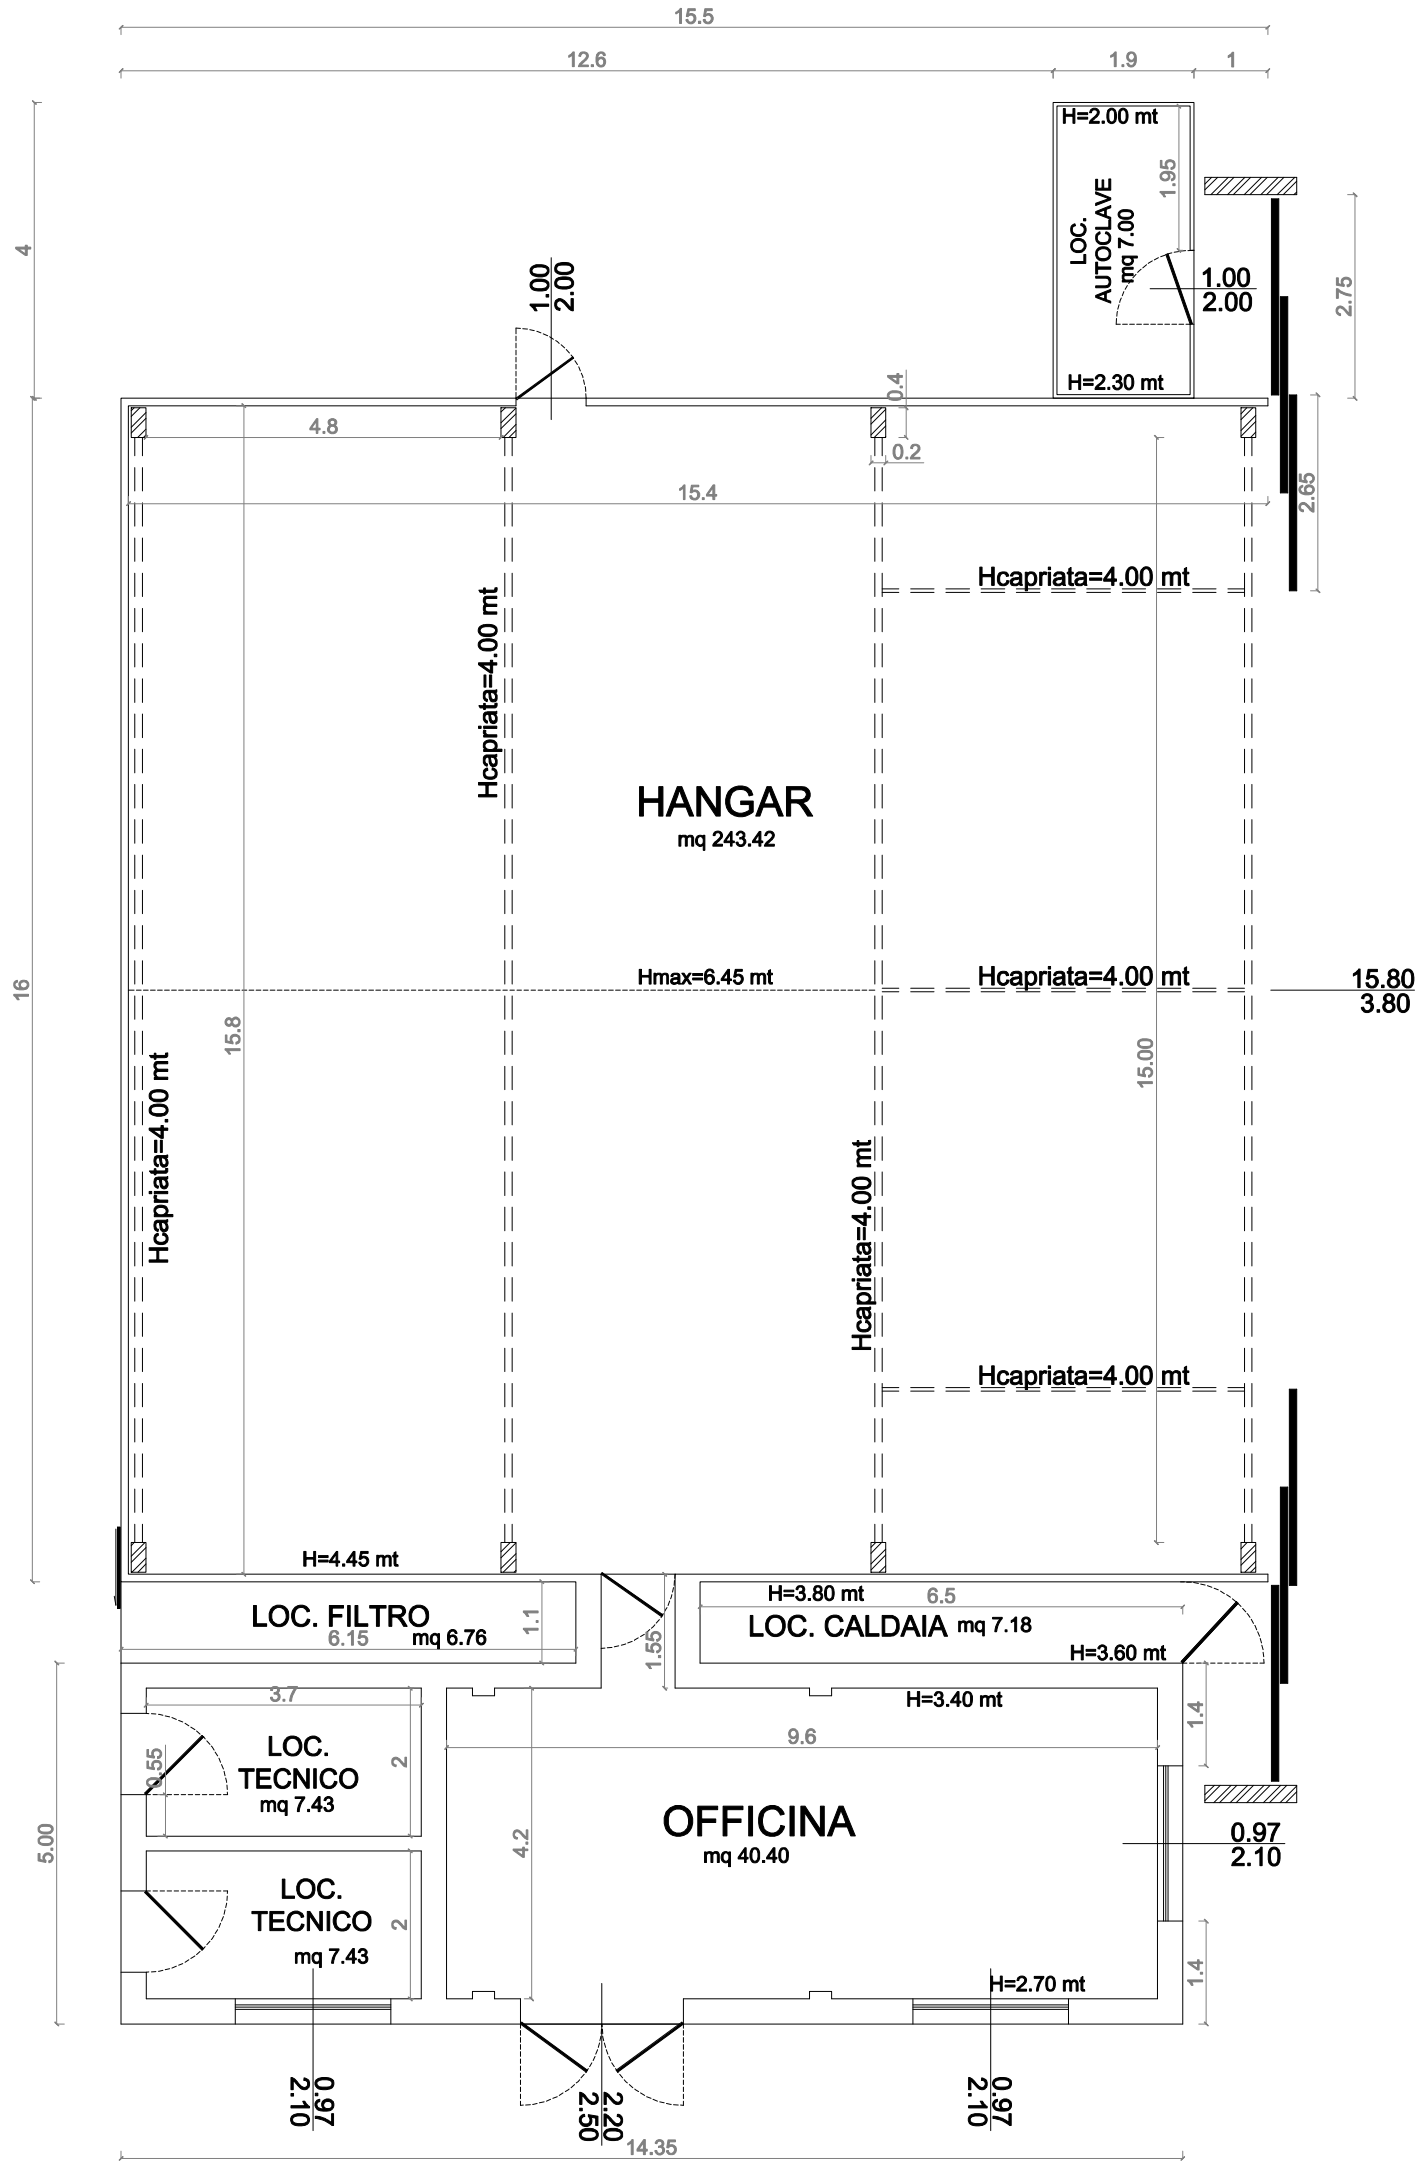 15.5
12.6
1.9
1
H=2.00 mt
1.95
LOC.
AUTOCLAVE
mq 7.00
4
1.00
2.00
1.00
2.00
2.75
H=2.30 mt
0.4
4.8
0.2
15.4
2.65
Hcapriata=4.00 mt
Hcapriata=4.00 mt
HANGAR
mq 243.42
Hmax=6.45 mt
Hcapriata=4.00 mt
15.80
3.80
16
15.8
15.00
Hcapriata=4.00 mt
Hcapriata=4.00 mt
Hcapriata=4.00 mt
H=4.45 mt
LOC. FILTRO
mq 6.76
6.15
1.1
1.55
H=3.80 mt
6.5
LOC. CALDAIA mq 7.18
H=3.60 mt
3.7
H=3.40 mt
1.4
9.6
LOC.
TECNICO
mq 7.43
0.55
2
OFFICINA
mq 40.40
4.2
5.00
0.97
2.10
LOC.
TECNICO
mq 7.43
2
H=2.70 mt
1.4
0.97
2.10
2.20
2.50
0.97
2.10
14.35